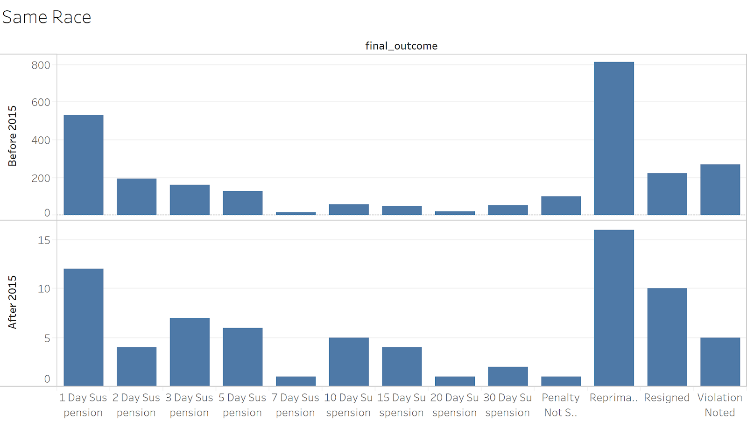 Same Race
final_outcome
Before 2015
800
600
400
200
0
After 2015
15
10
5
0
1 Day Sus
pension
2 Day Sus
pension
3 Day Sus
pension
5 Day Sus
pension
7 Day Sus
pension
10 Day Su
spension
15 Day Su
spension
20 Day Su
spension
30 Day Su
spension
Penalty
Not S..
Reprima..
Resigned
Violation
Noted